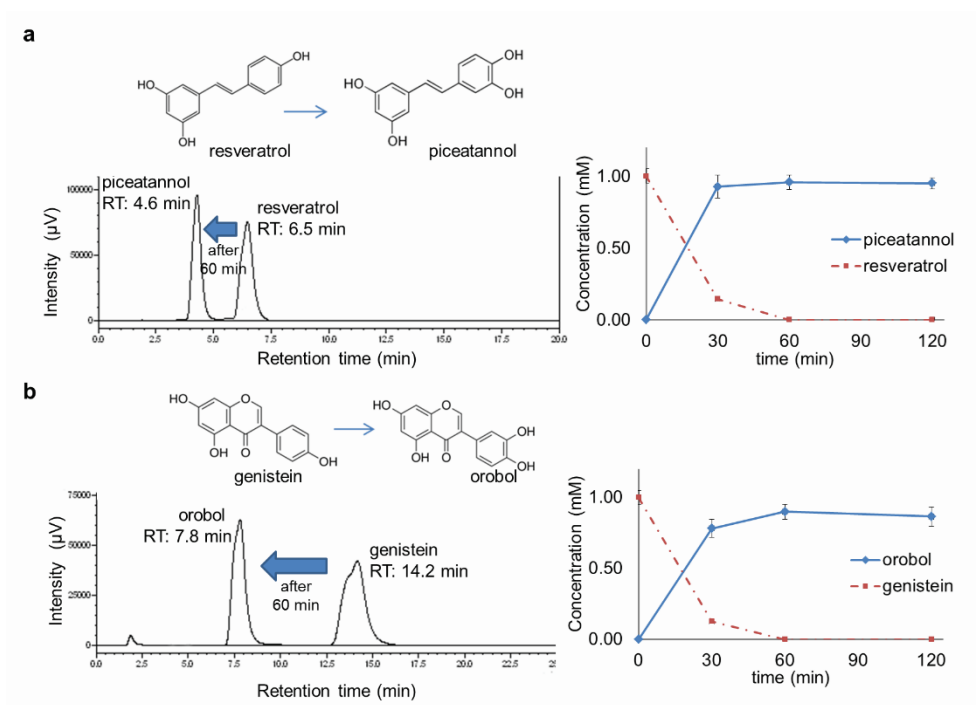 a
OH
HO
OH
resveratrol
OH
HO
OH
OH
piceatannol
piceatannol
RT: 4.6 min
resveratrol
RT: 6.5 min
after
60 min
100000
50000
0
Intensity (µV)
0.0 2.5 5.0 7.5 10.0 12.5 15.0 17.5 20.0
Retention time (min)
Concentration (mM)
1.00
0.50
0.00
0 30 60 90 120
time (min)
piceatannol
resveratrol
b
HO
O
OH
O
OH
genistein
HO
O
OH
OH
O
OH
orobol
orobol
RT: 7.8 min
genistein
RT: 14.2 min
after
60 min
75000
50000
25000
0
Intensity (µV)
0.0 2.5 5.0 7.5 10.0 12.5 15.0 17.5 20.0
Retention time (min)
Concentration (mM)
1.00
0.50
0.00
0 30 60 90 120
time (min)
orobol
genistein